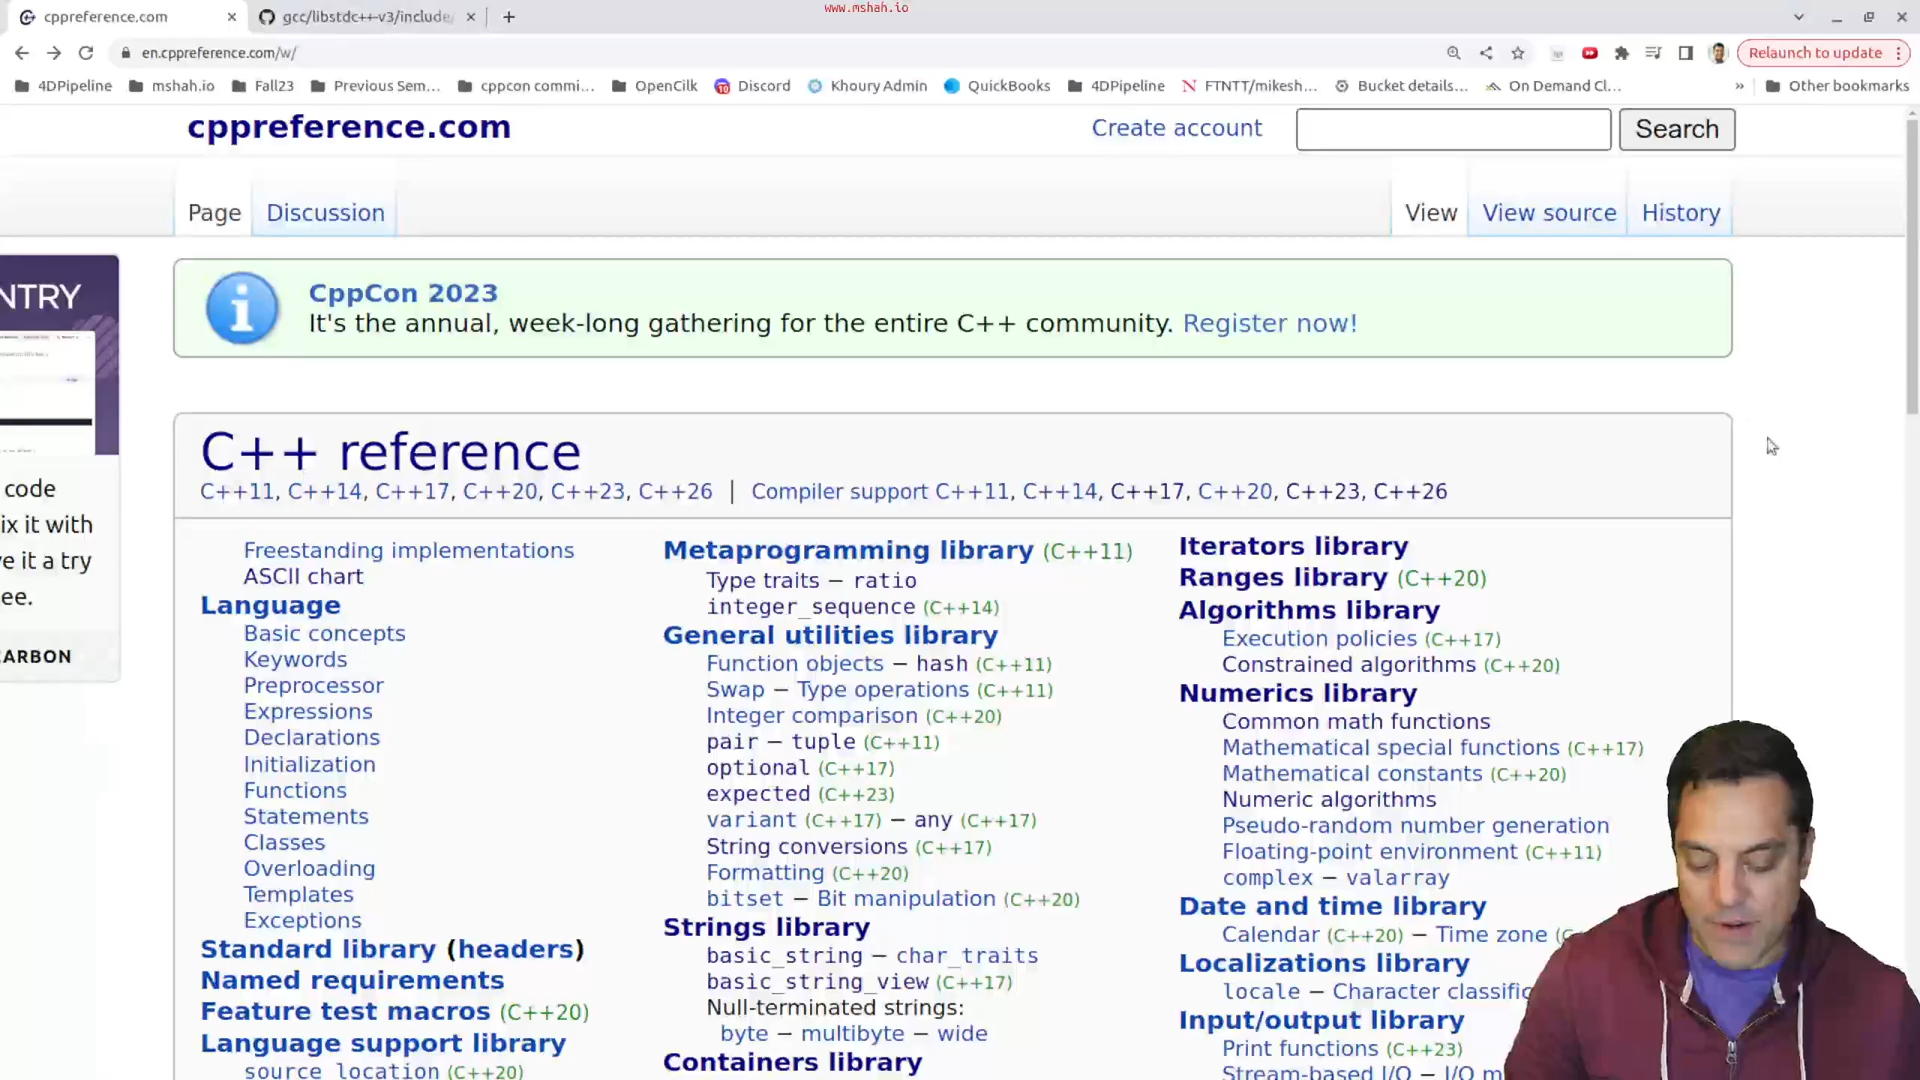 www.mshah.io
cppreference.com
gcc/libstdc++-v3/include/
en.cppreference.com/w/
Relaunch to update
4DPipeline
mshah.io
Fall23
Previous Sem...
cppcon commi...
OpenCilk
Discord
Khoury Admin
QuickBooks
4DPipeline
FTNTT/mikesh...
Bucket details...
On Demand Cl...
»
Other bookmarks
cppreference.com
Create account
Search
Page
Discussion
View
View source
History
CppCon 2023
It's the annual, week-long gathering for the entire C++ community. Register now!
NTRY
code
ix it with
e it a try
ee.
ARBON
C++ reference
C++11, C++14, C++17, C++20, C++23, C++26 | Compiler support C++11, C++14, C++17, C++20, C++23, C++26
Freestanding implementations
ASCII chart
Language
Basic concepts
Keywords
Preprocessor
Expressions
Declarations
Initialization
Functions
Statements
Classes
Overloading
Templates
Exceptions
Standard library (headers)
Named requirements
Feature test macros (C++20)
Language support library
source_location (C++20)
Metaprogramming library (C++11)
Type traits − ratio
integer_sequence (C++14)
General utilities library
Function objects − hash (C++11)
Swap − Type operations (C++11)
Integer comparison (C++20)
pair − tuple (C++11)
optional (C++17)
expected (C++23)
variant (C++17) − any (C++17)
String conversions (C++17)
Formatting (C++20)
bitset − Bit manipulation (C++20)
Strings library
basic_string − char_traits
basic_string_view (C++17)
Null-terminated strings:
byte − multibyte − wide
Containers library
Iterators library
Ranges library (C++20)
Algorithms library
Execution policies (C++17)
Constrained algorithms (C++20)
Numerics library
Common math functions
Mathematical special functions (C++17)
Mathematical constants (C++20)
Numeric algorithms
Pseudo-random number generation
Floating-point environment (C++11)
complex − valarray
Date and time library
Calendar (C++20) − Time zone
Localizations library
locale − Character classific
Input/output library
Print functions (C++23)
Stream-based I/O − I/O m